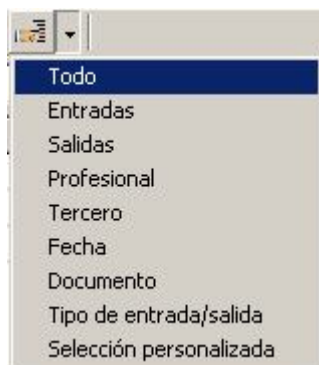 Todo
Entradas
Salidas
Profesional
Tercero
Fecha
Documento
Tipo de entrada/salida
Selección personalizada